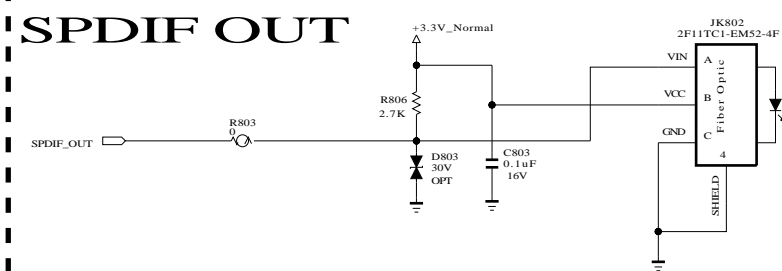 SPDIF OUT
+3.3V_Normal
JK802
2F11TC1-EM52-4F
VIN
A
Fiber Optic
R806
2.7K
VCC
B
R803
0
GND
C
SPDIF_OUT
D803
30V
OPT
C803
0.1uF
16V
4
SHIELD